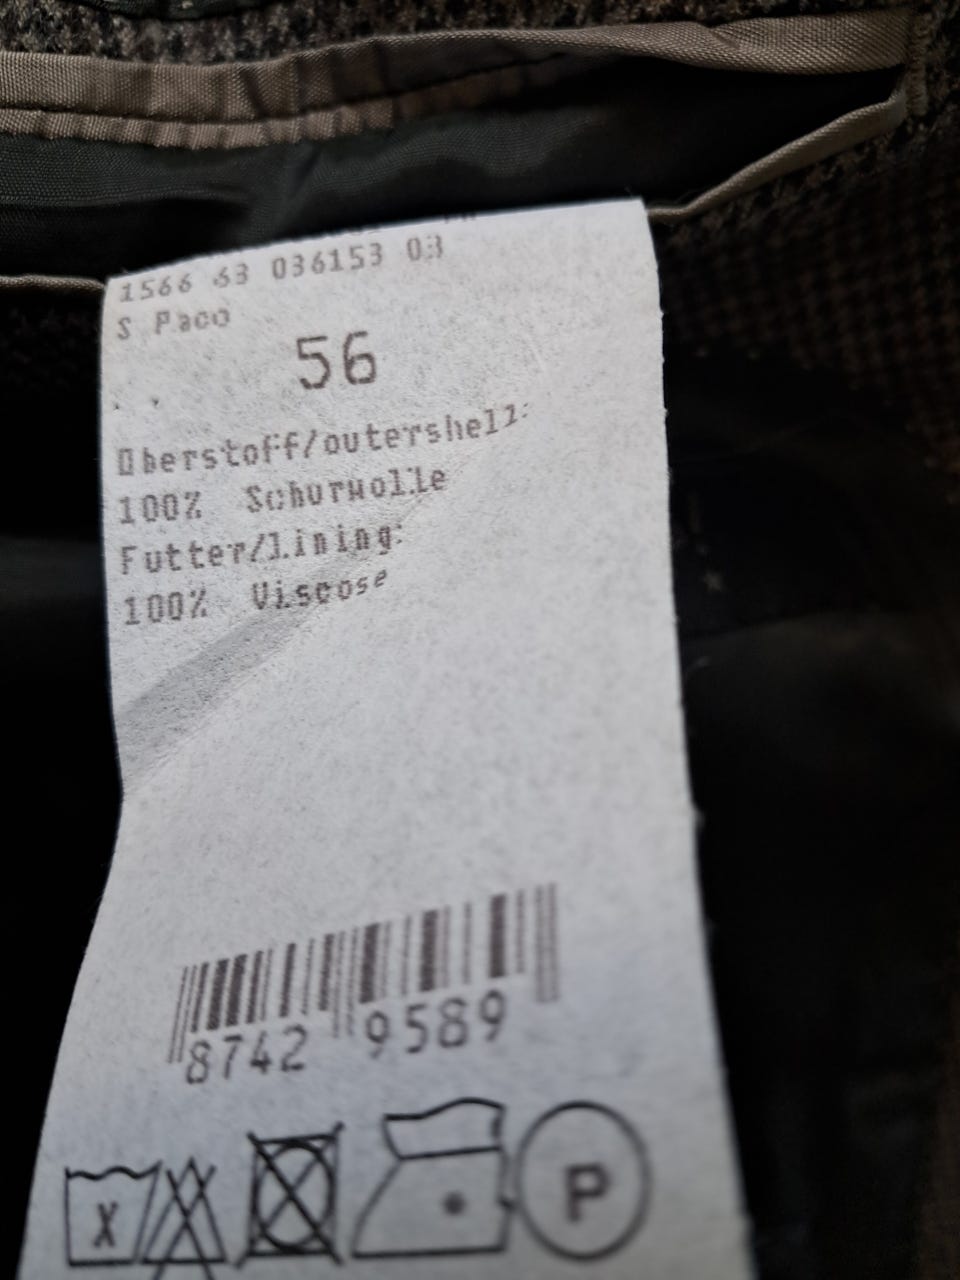 1566 63 036153 03
S Paco
56
Oberstoff/outershell:
100% Schurwolle
Futter/lining:
100% Viscose
8742 9589
P